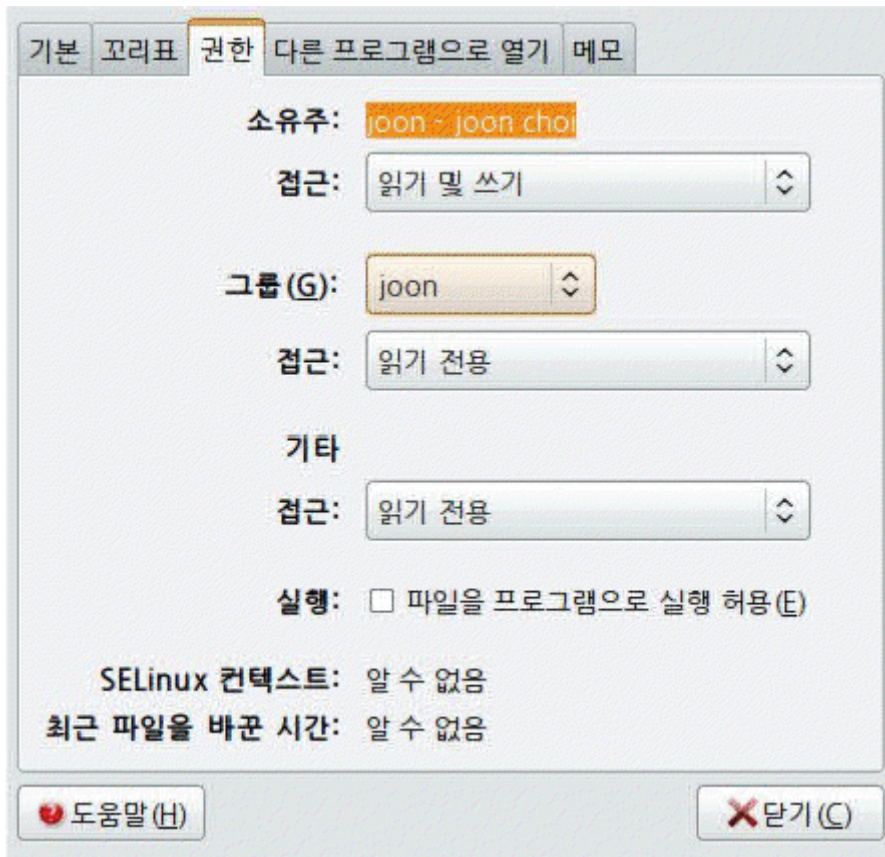 기본 꼬리표 권한 다른 프로그램으로 열기 메모
소유주: joon - joon choi
접근: 읽기 및 쓰기
그룹(G): joon
접근: 읽기 전용
기타
접근: 읽기 전용
실행: 파일을 프로그램으로 실행 허용(E)
SELinux 컨텍스트: 알 수 없음
최근 파일을 바꾼 시간: 알 수 없음
도움말(H) 닫기(C)